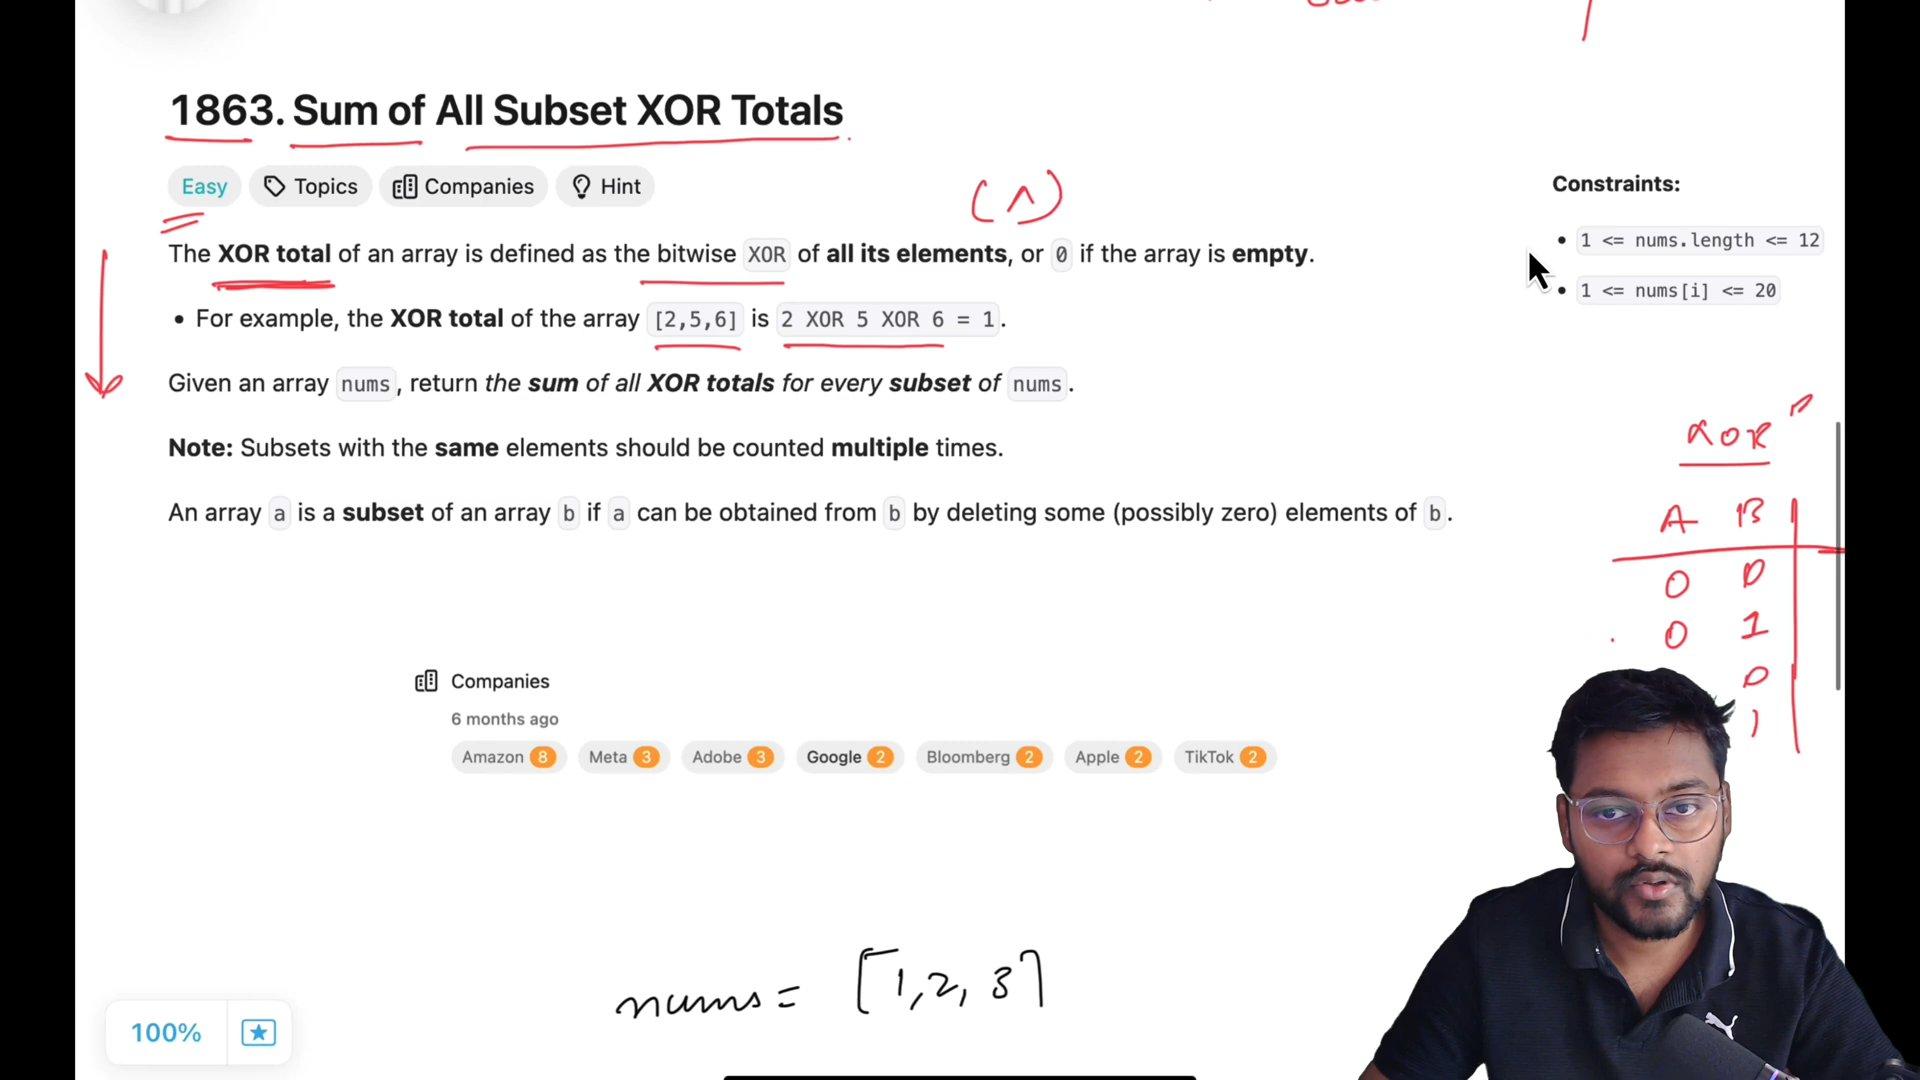 1863. Sum of All Subset XOR Totals
Easy Topics Companies Hint
(^)
Constraints:
The XOR total of an array is defined as the bitwise XOR of all its elements, or 0 if the array is empty.
• 1 <= nums.length <= 12
• 1 <= nums[i] <= 20
• For example, the XOR total of the array [2,5,6] is 2 XOR 5 XOR 6 = 1.
Given an array nums, return the sum of all XOR totals for every subset of nums.
XOR
Note: Subsets with the same elements should be counted multiple times.
An array a is a subset of an array b if a can be obtained from b by deleting some (possibly zero) elements of b.
A B
0 0
0 1
0
1
Companies
6 months ago
Amazon 8 Meta 3 Adobe 3 Google 2 Bloomberg 2 Apple 2 TikTok 2
nums = [1,2,3]
100%